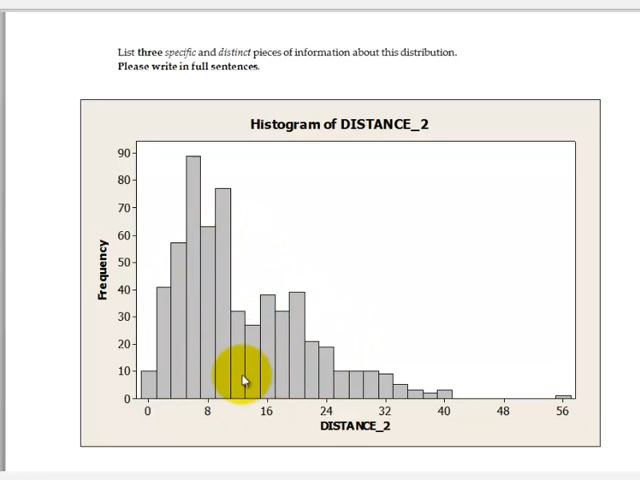 List three specific and distinct pieces of information about this distribution.
Please write in full sentences.
Histogram of DISTANCE_2
90
80
70
60
50
40
30
20
10
0
Frequency
0 8 16 24 32 40 48 56
DISTANCE_2